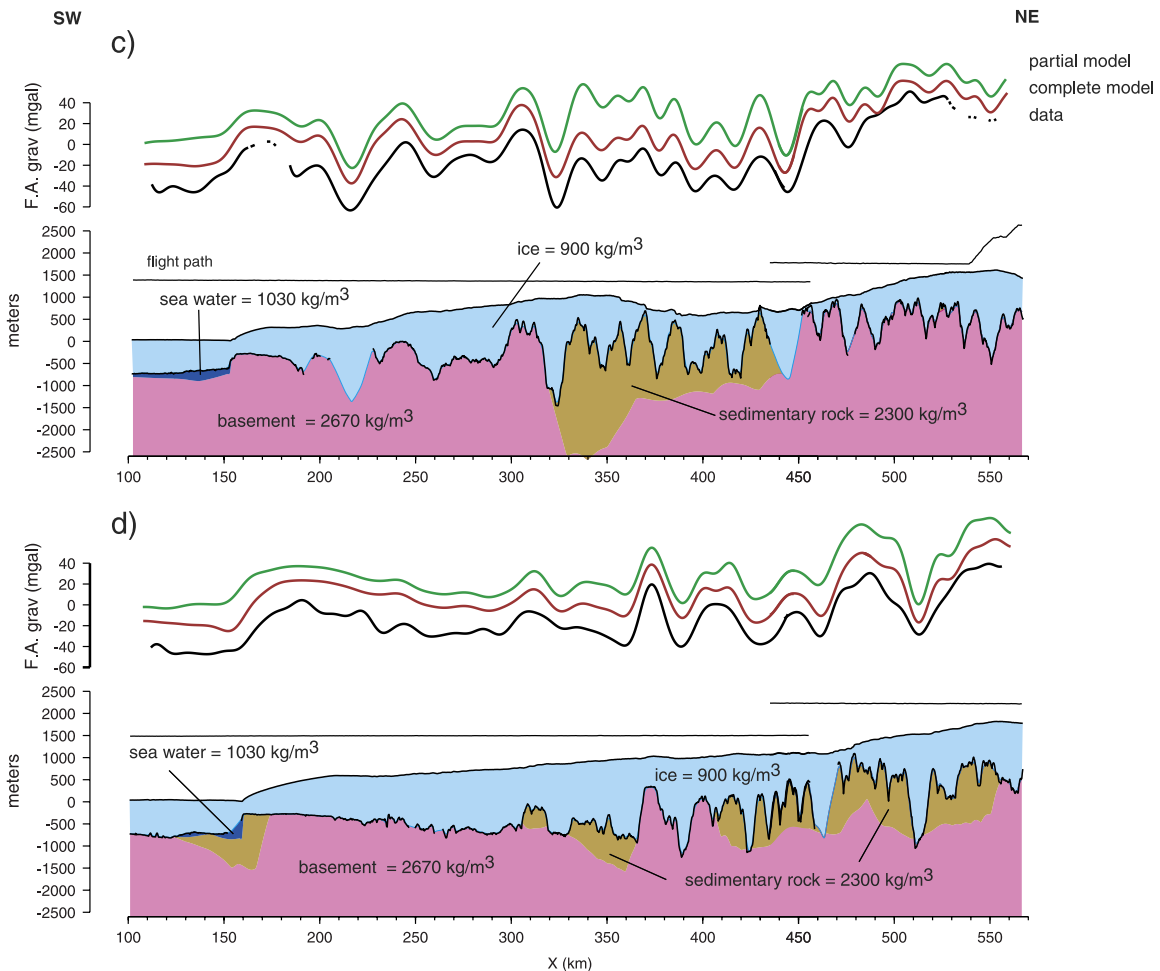 SW
NE
c)
partial model
complete model
data
F.A. grav (mgal)
40
20
0
-20
-40
-60
meters
2500
2000
1500
1000
500
0
-500
-1000
-1500
-2000
-2500
flight path
ice = 900 kg/m3
sea water = 1030 kg/m3
basement = 2670 kg/m3
sedimentary rock = 2300 kg/m3
100 150 200 250 300 350 400 450 500 550
d)
F.A. grav (mgal)
40
20
0
-20
-40
-60
meters
2500
2000
1500
1000
500
0
-500
-1000
-1500
-2000
-2500
sea water = 1030 kg/m3
ice = 900 kg/m3
basement = 2670 kg/m3
sedimentary rock = 2300 kg/m3
100 150 200 250 300 350 400 450 500 550
X (km)